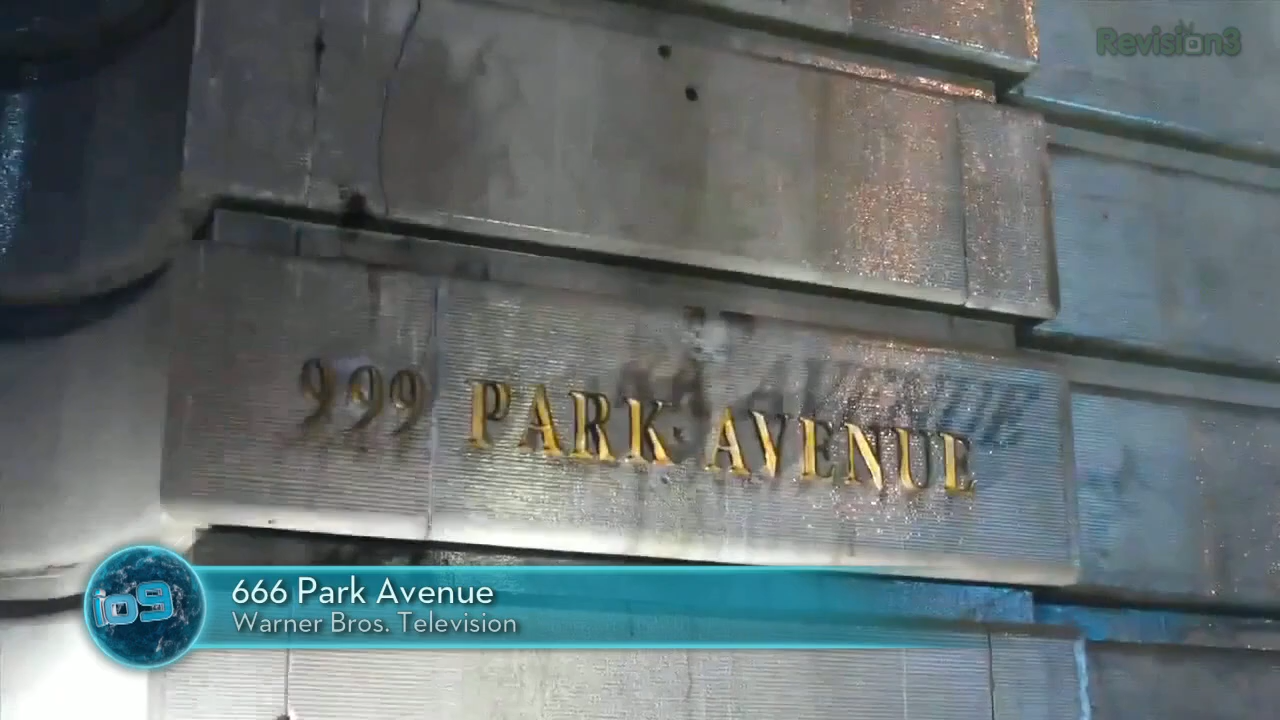 Revision3
999 PARK AVENUE
io9
666 Park Avenue
Warner Bros. Television